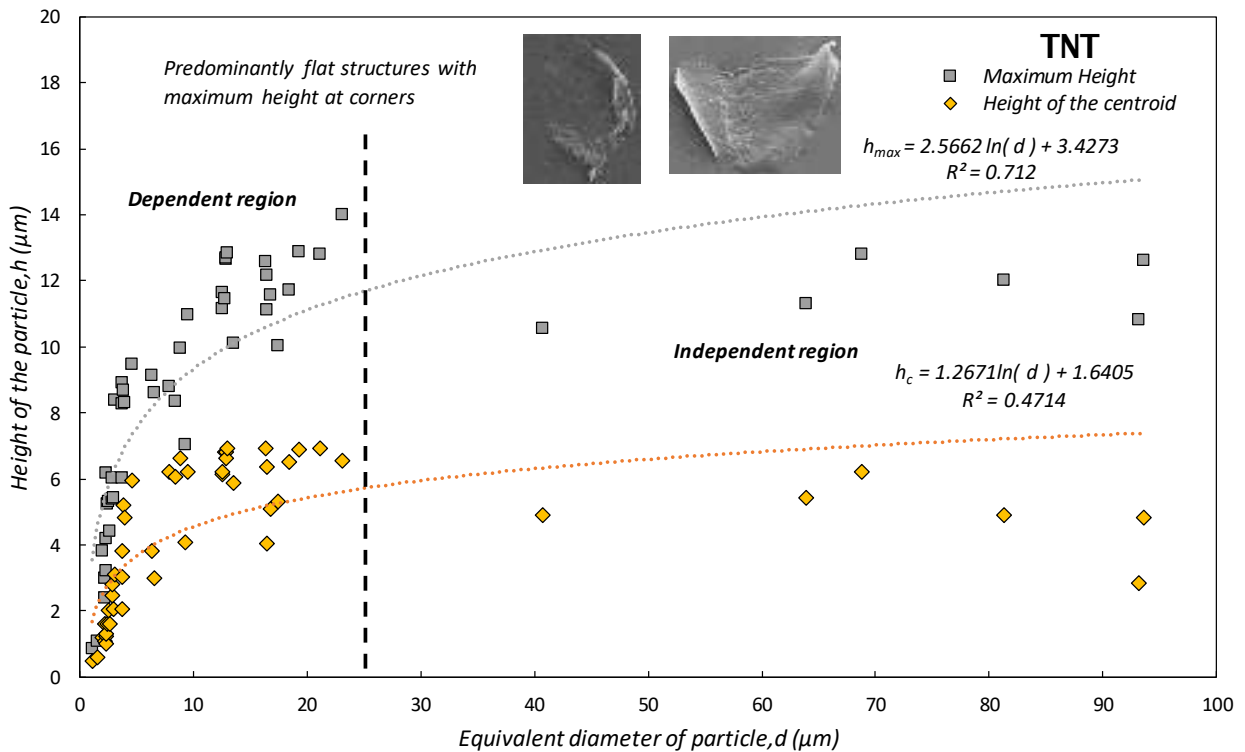 TNT
Maximum Height
Height of the centroid
Predominantly flat structures with
maximum height at corners
h_max = 2.5662 ln( d ) + 3.4273
R² = 0.712
Dependent region
Independent region
h_c = 1.2671ln( d ) + 1.6405
R² = 0.4714
Height of the particle,h (μm)
20
18
16
14
12
10
8
6
4
2
0
0 10 20 30 40 50 60 70 80 90 100
Equivalent diameter of particle,d (μm)